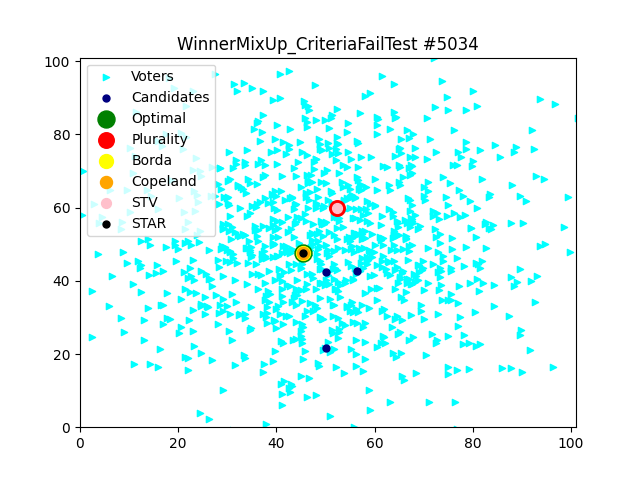 WinnerMixUp_CriteriaFailTest #5034
100
80
60
40
20
0
Voters
Candidates
Optimal
Plurality
Borda
Copeland
STV
STAR
0 20 40 60 80 100